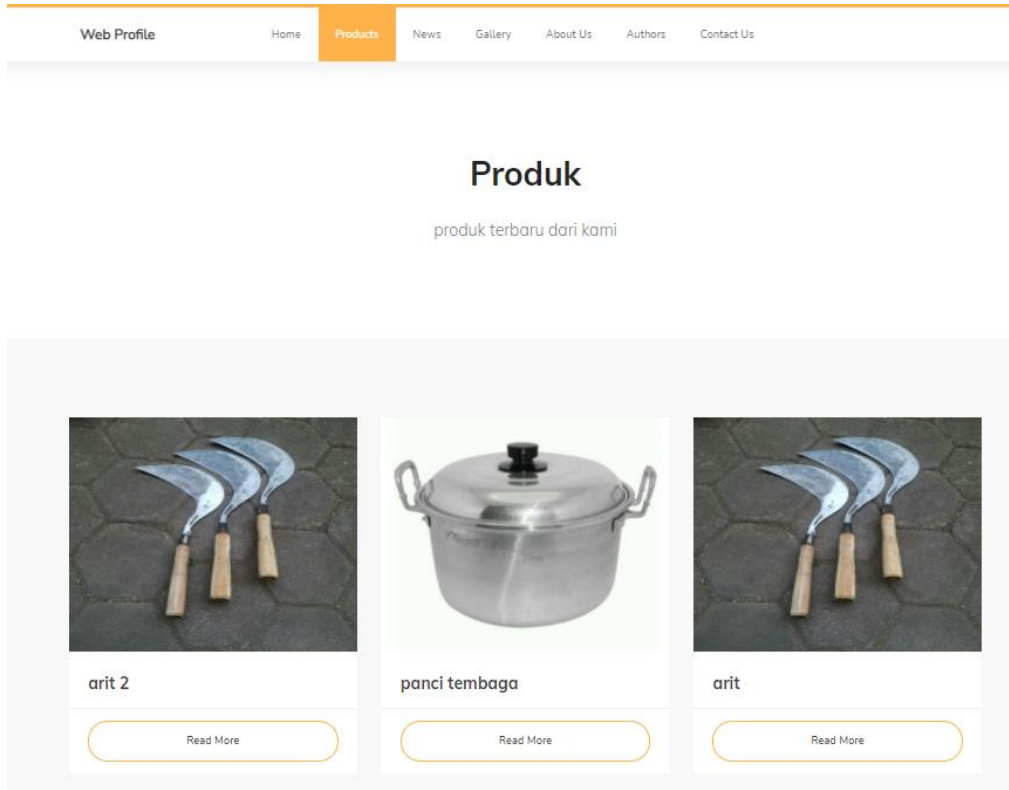 Web Profile Home Products News Gallery About Us Authors Contact Us
Produk
produk terbaru dari kami
arit 2 panci tembaga arit
Read More Read More Read More